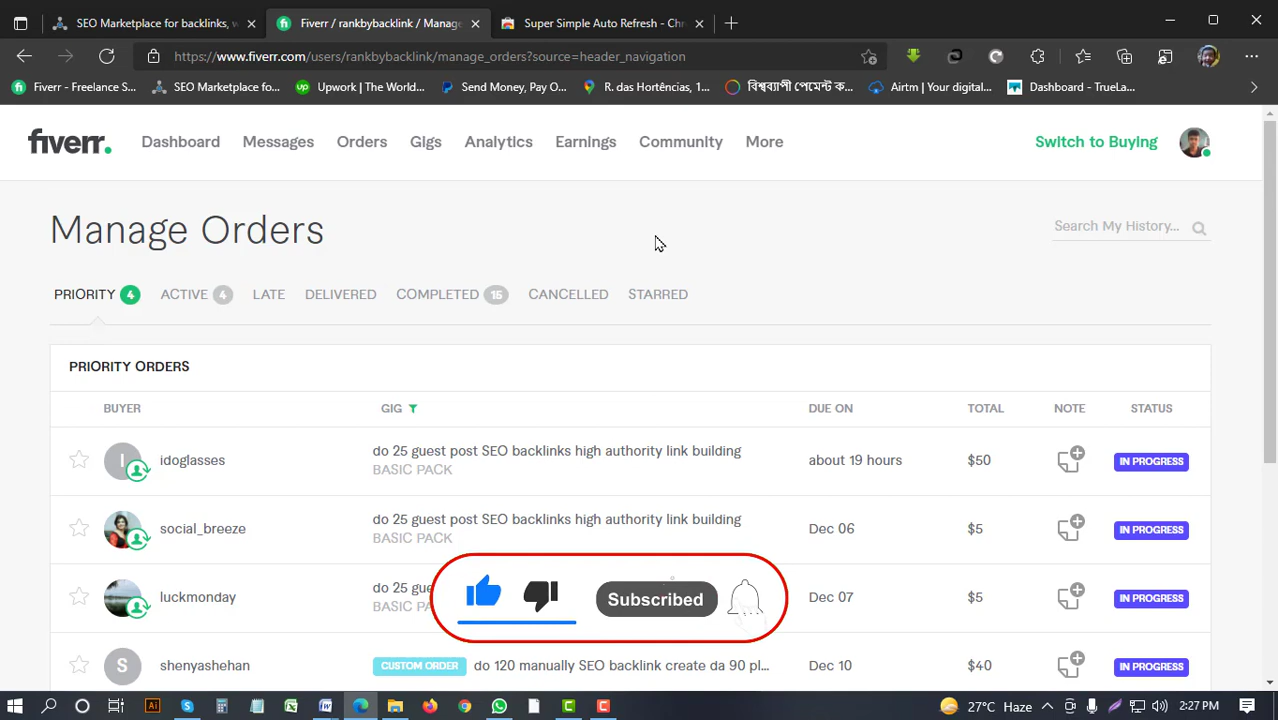 SEO Marketplace for backlinks, w
Fiverr / rankbybacklink / Manage
Super Simple Auto Refresh - Chr
https://www.fiverr.com/users/rankbybacklink/manage_orders?source=header_navigation
Fiverr - Freelance S...
SEO Marketplace fo...
Upwork | The World...
Send Money, Pay O...
R. das Hortências, 1...
বিশ্বব্যাপী পেমেন্ট ক...
Airtm | Your digital...
Dashboard - TrueLa...
fiverr.
Dashboard
Messages
Orders
Gigs
Analytics
Earnings
Community
More
Switch to Buying
Manage Orders
Search My History...
PRIORITY 4
ACTIVE 4
LATE
DELIVERED
COMPLETED 15
CANCELLED
STARRED
PRIORITY ORDERS
BUYER
GIG
DUE ON
TOTAL
NOTE
STATUS
I
idoglasses
do 25 guest post SEO backlinks high authority link building
BASIC PACK
about 19 hours
$50
IN PROGRESS
social_breeze
do 25 guest post SEO backlinks high authority link building
BASIC PACK
Dec 06
$5
IN PROGRESS
luckmonday
do 25 gue
BASIC PA
Dec 07
$5
IN PROGRESS
Subscribed
S
shenyashehan
CUSTOM ORDER
do 120 manually SEO backlink create da 90 pl...
Dec 10
$40
IN PROGRESS
27°C Haze
2:27 PM